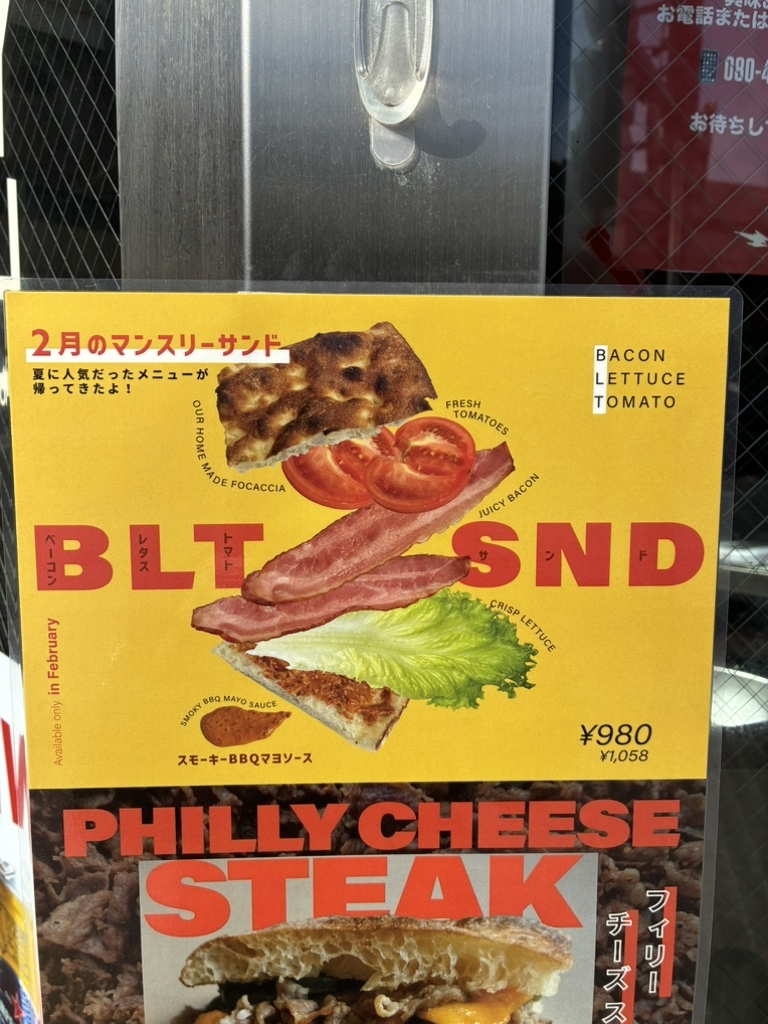 お電話または
080-4
お待ちして
2月のマンスリーサンド
夏に人気だったメニューが
帰ってきたよ！
BACON
LETTUCE
TOMATO
OUR HOME MADE FOCACCIA
FRESH
TOMATOES
JUICY BACON
BLT SND
ベーコン
レタス
トマト
サンド
CRISP LETTUCE
Available only in February
SMOKY BBQ MAYO SAUCE
スモーキーBBQマヨソース
¥980
¥1,058
PHILLY CHEESE
STEAK
フィリー
チーズス